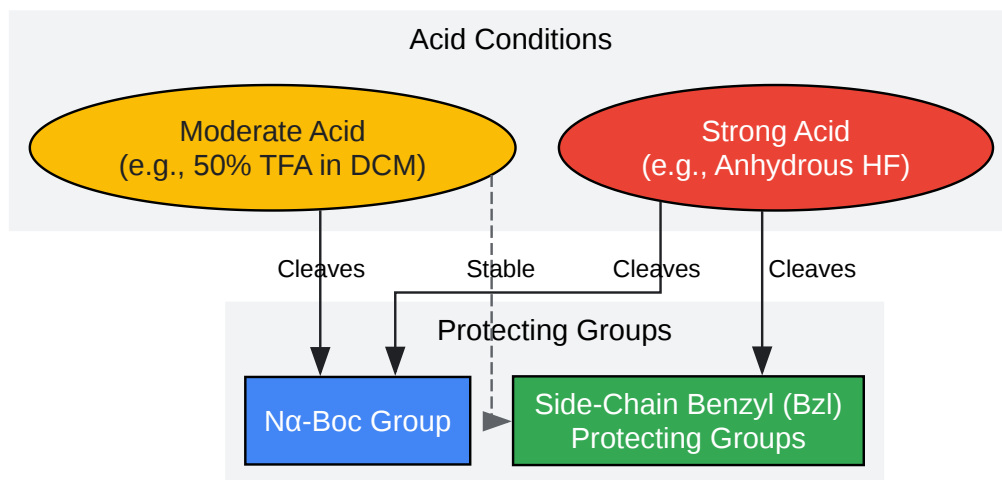 Acid Conditions
Moderate Acid
(e.g., 50% TFA in DCM)
Strong Acid
(e.g., Anhydrous HF)
Cleaves
Stable
Cleaves
Cleaves
Protecting Groups
Nα-Boc Group
Side-Chain Benzyl (Bzl)
Protecting Groups